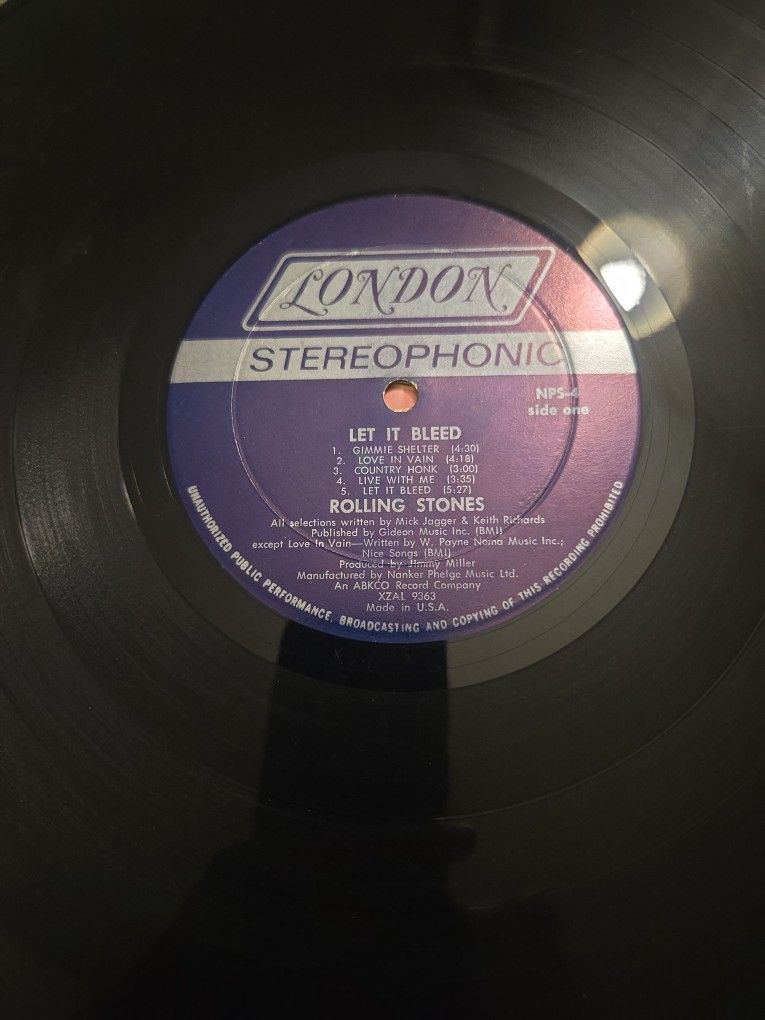 LONDON
STEREOPHONIC
NPS-4
side one
LET IT BLEED
1. GIMMIE SHELTER (4:30)
2. LOVE IN VAIN (4:18)
3. COUNTRY HONK (3:00)
4. LIVE WITH ME (3:35)
5. LET IT BLEED (5:27)
ROLLING STONES
All selections written by Mick Jagger & Keith Richards
Published by Gideon Music Inc. (BMI)
except Love In Vain—Written by W. Payne Noma Music Inc.;
Nice Songs (BMI)
Produced by Jimmy Miller
Manufactured by Nanker Phelge Music Ltd.
An ABKCO Record Company
XZAL 9363
Made in U.S.A.
UNAUTHORIZED PUBLIC PERFORMANCE, BROADCASTING AND COPYING OF THIS RECORDING PROHIBITED